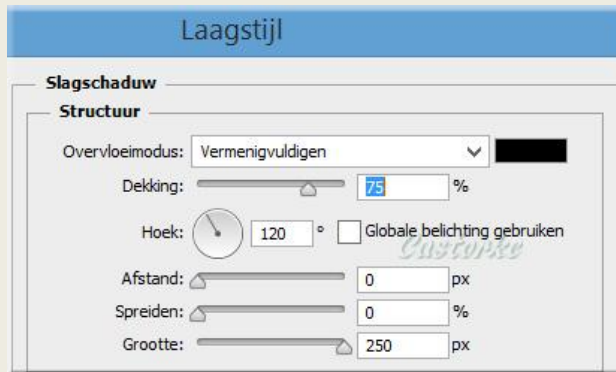 Laagstijl
Slagschaduw
Structuur
Overvloeimodus: Vermenigvuldigen
Dekking: 75 %
Hoek: 120 ° Globale belichting gebruiken
Castorke
Afstand: 0 px
Spreiden: 0 %
Grootte: 250 px